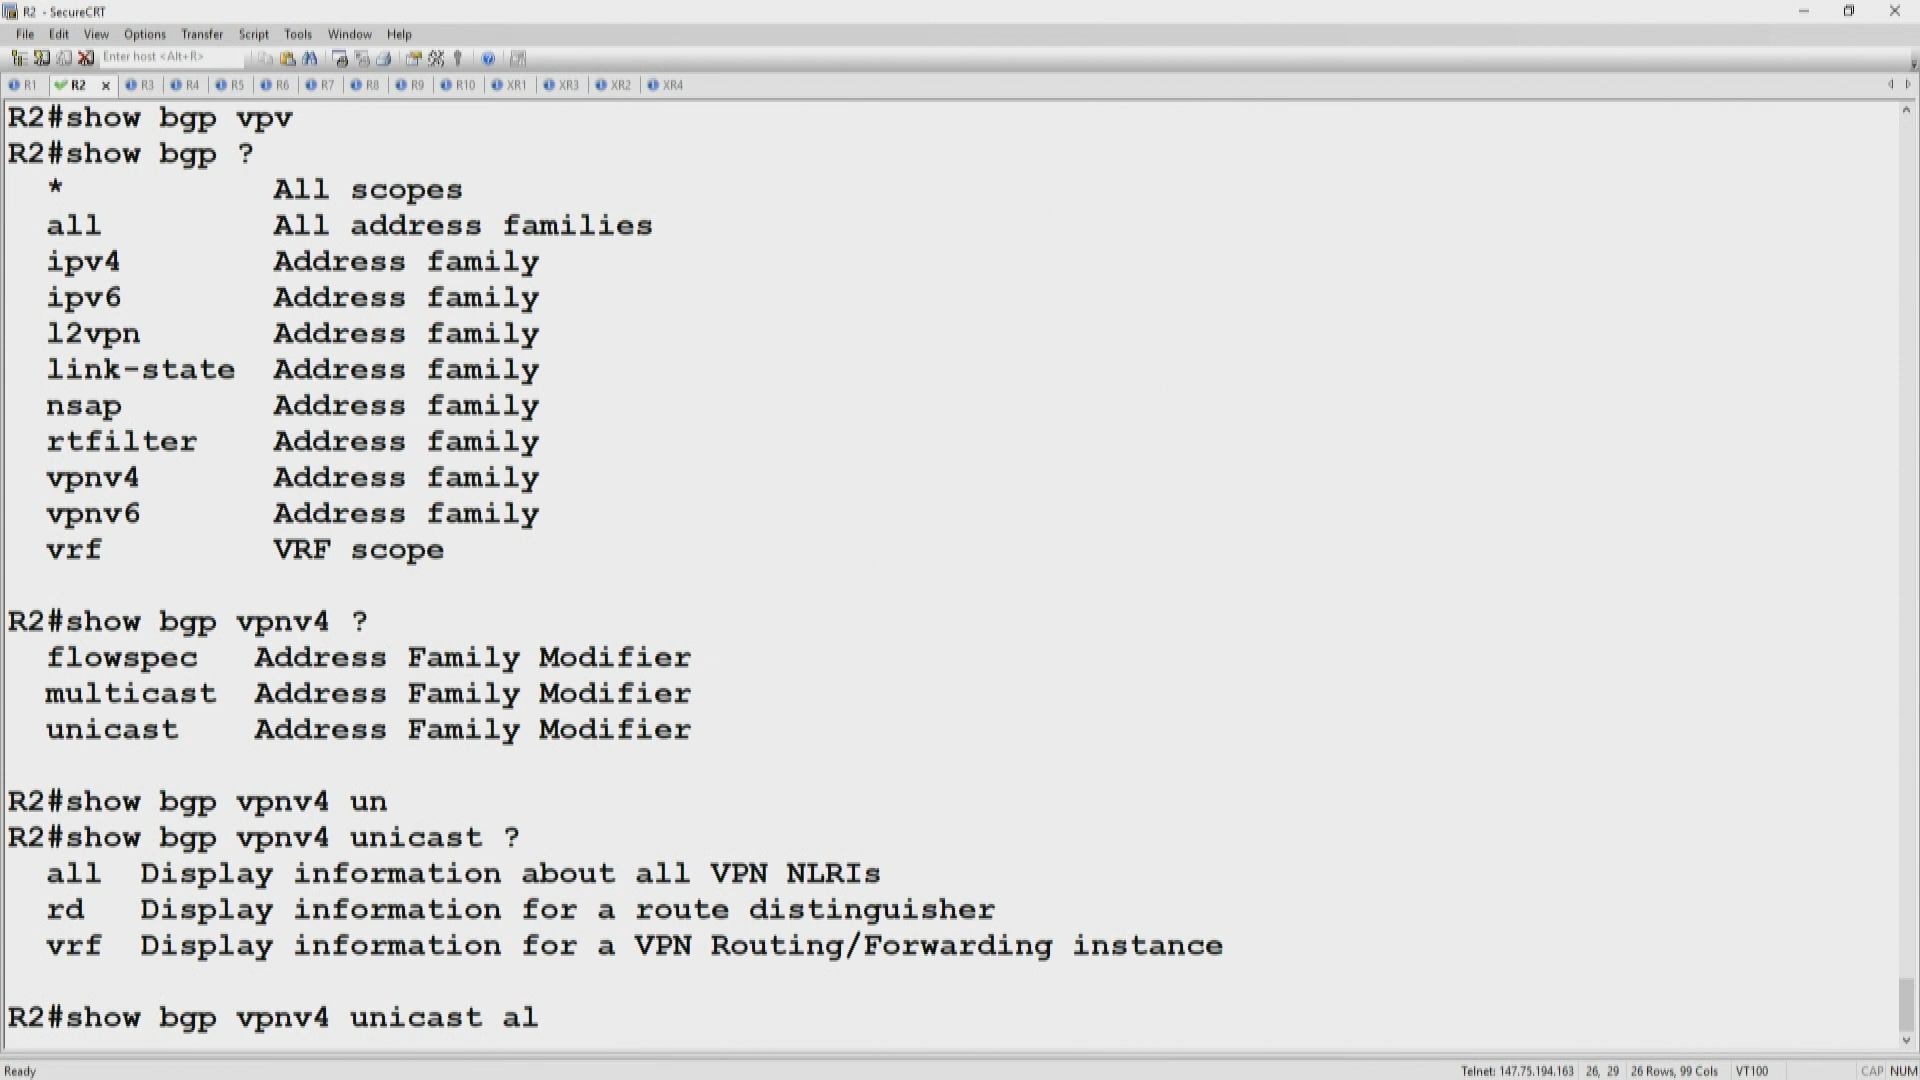 R2 - SecureCRT
File Edit View Options Transfer Script Tools Window Help
Enter host <Alt+R>
R1 R2 x R3 R4 R5 R6 R7 R8 R9 R10 XR1 XR3 XR2 XR4
R2#show bgp vpv
R2#show bgp ?
* All scopes
all All address families
ipv4 Address family
ipv6 Address family
l2vpn Address family
link-state Address family
nsap Address family
rtfilter Address family
vpnv4 Address family
vpnv6 Address family
vrf VRF scope
R2#show bgp vpnv4 ?
flowspec Address Family Modifier
multicast Address Family Modifier
unicast Address Family Modifier
R2#show bgp vpnv4 un
R2#show bgp vpnv4 unicast ?
all Display information about all VPN NLRIs
rd Display information for a route distinguisher
vrf Display information for a VPN Routing/Forwarding instance
R2#show bgp vpnv4 unicast al
Ready Telnet: 147.75.194.163 26, 29 26 Rows, 99 Cols VT100 CAP NUM